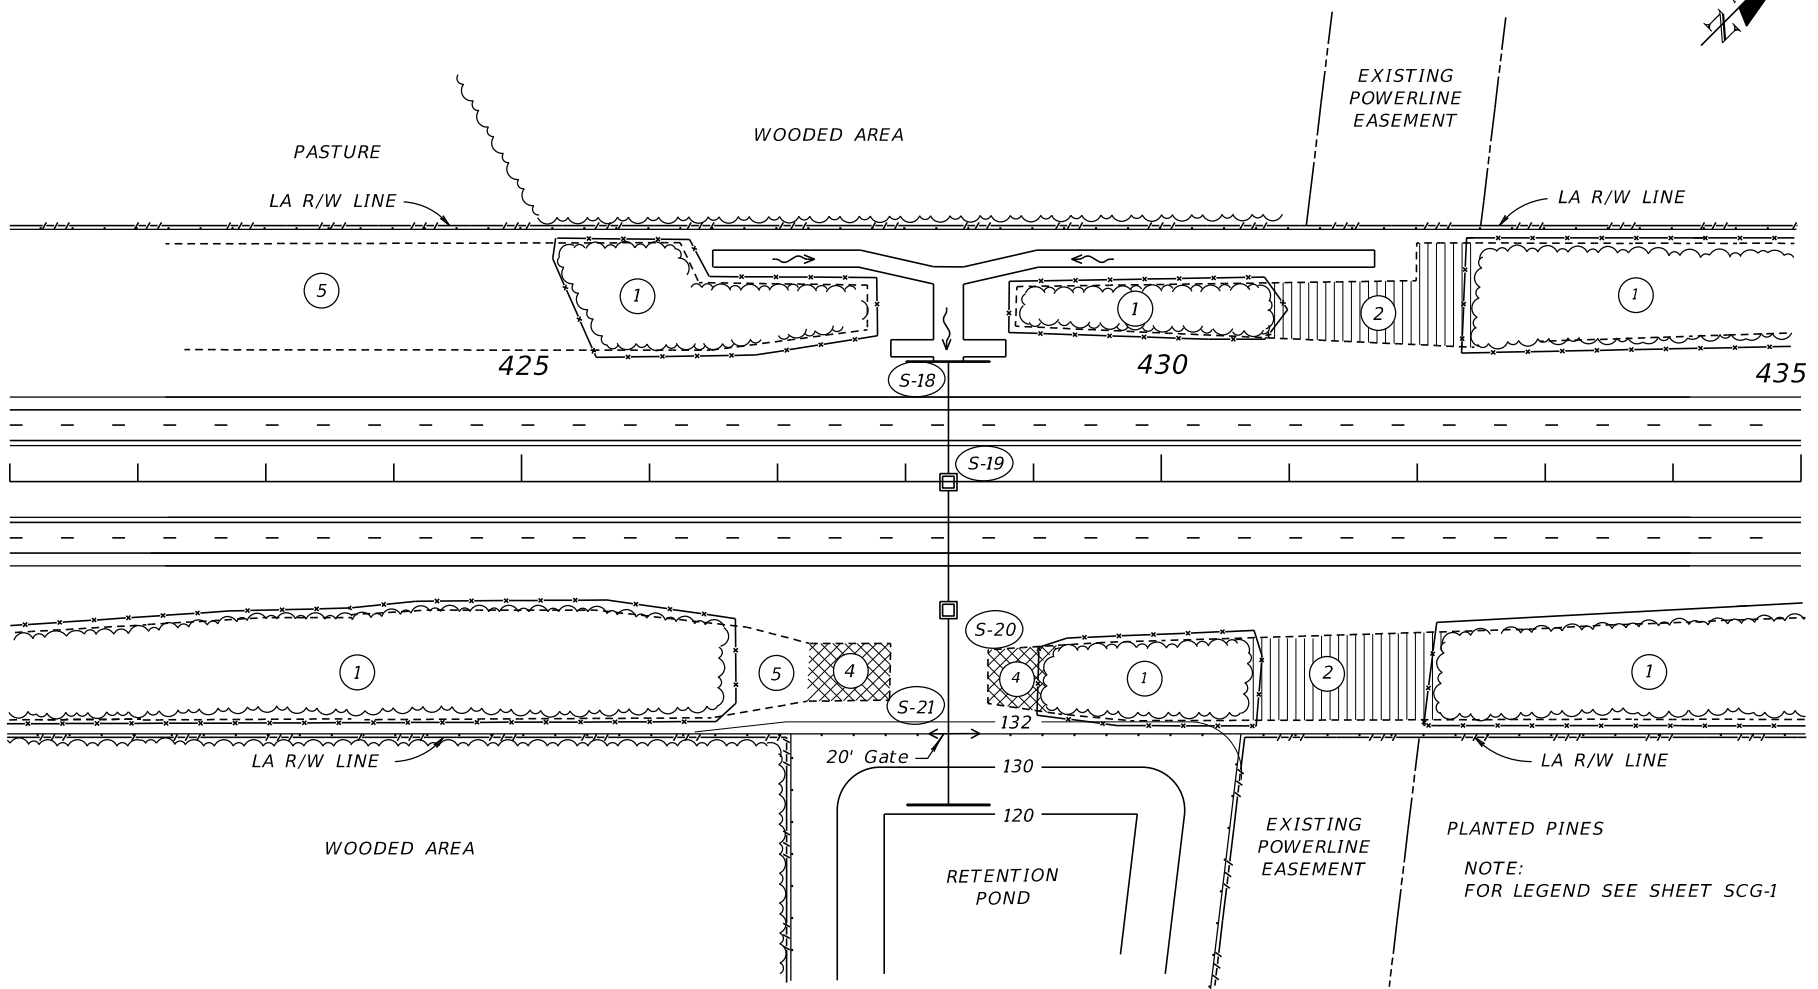 EXISTING
POWERLINE
EASEMENT
WOODED AREA
PASTURE
LA R/W LINE
LA R/W LINE
5
1
1
2
1
425
430
435
S-18
S-19
S-20
1
5
4
4
1
2
1
S-21
132
20' Gate
130
LA R/W LINE
LA R/W LINE
120
EXISTING
POWERLINE
EASEMENT
PLANTED PINES
WOODED AREA
RETENTION
POND
NOTE:
FOR LEGEND SEE SHEET SCG-1